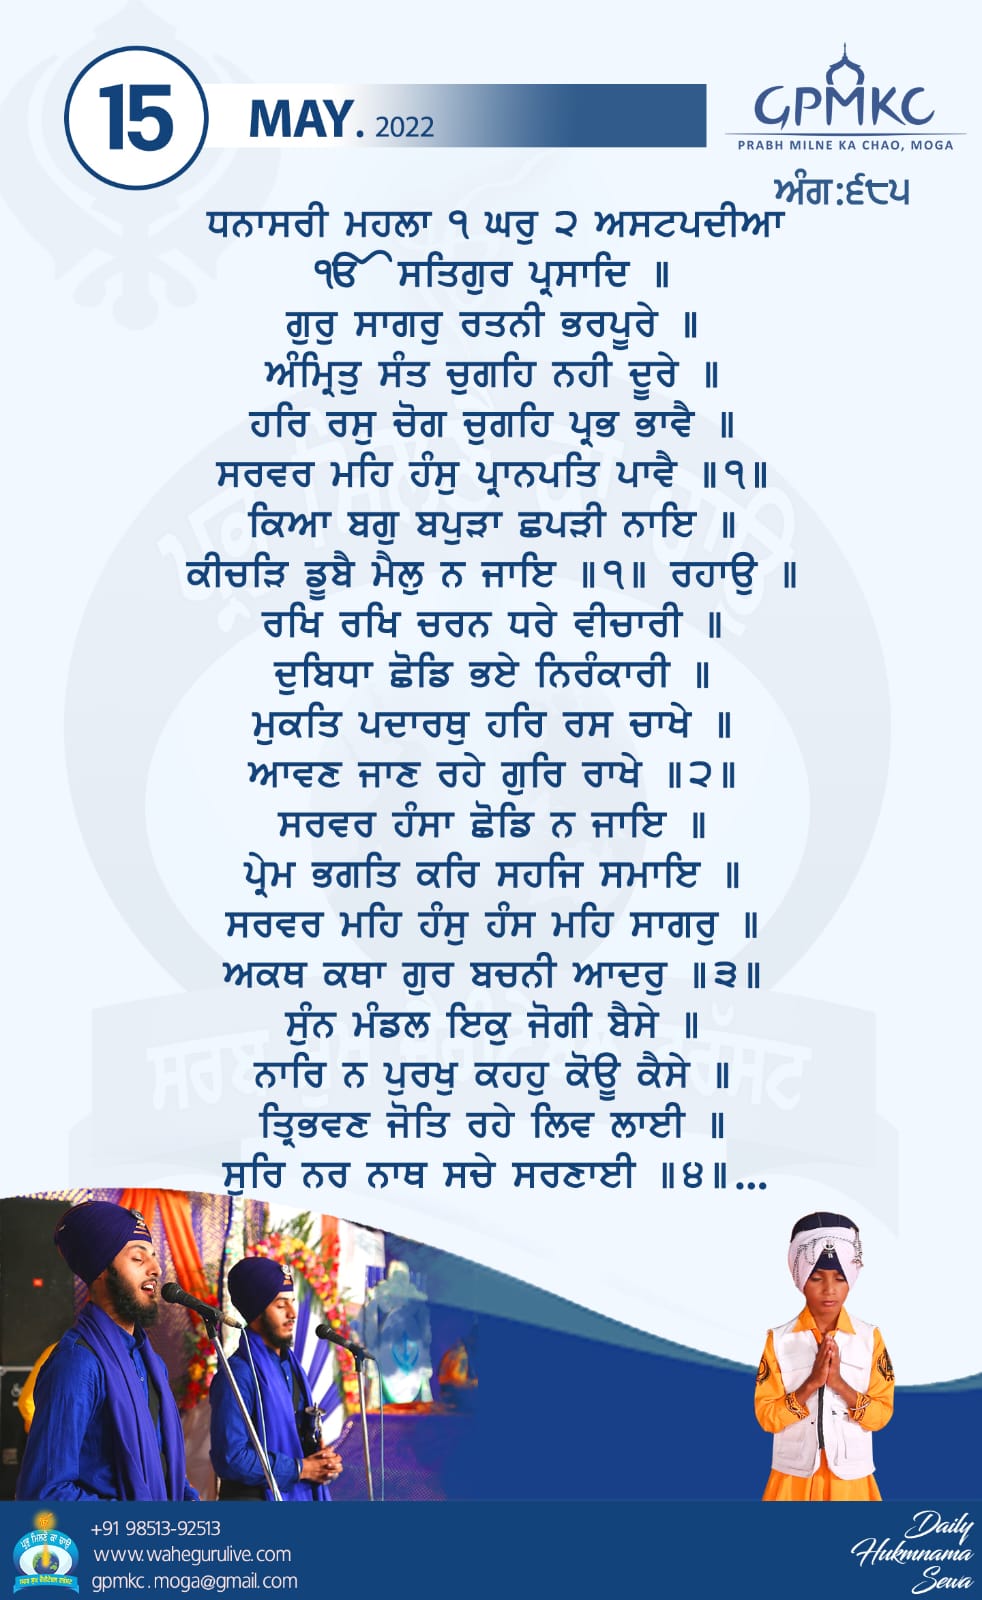 15
MAY. 2022
GPMKC
PRABH MILNE KA CHAO, MOGA
ਅੰਗ:੬੮੫
ਧਨਾਸਰੀ ਮਹਲਾ ੧ ਘਰੁ ੨ ਅਸਟਪਦੀਆ
ੴ ਸਤਿਗੁਰ ਪ੍ਰਸਾਦਿ ॥
ਗੁਰੁ ਸਾਗਰੁ ਰਤਨੀ ਭਰਪੂਰੇ ॥
ਅੰਮ੍ਰਿਤੁ ਸੰਤ ਚੁਗਹਿ ਨਹੀ ਦੂਰੇ ॥
ਹਰਿ ਰਸੁ ਚੋਗ ਚੁਗਹਿ ਪ੍ਰਭ ਭਾਵੈ ॥
ਸਰਵਰ ਮਹਿ ਹੰਸੁ ਪ੍ਰਾਨਪਤਿ ਪਾਵੈ ॥੧॥
ਕਿਆ ਬਗੁ ਬਪੁੜਾ ਛਪੜੀ ਨਾਇ ॥
ਕੀਚੜਿ ਡੂਬੈ ਮੈਲੁ ਨ ਜਾਇ ॥੧॥ ਰਹਾਉ ॥
ਰਖਿ ਰਖਿ ਚਰਨ ਧਰੇ ਵੀਚਾਰੀ ॥
ਦੁਬਿਧਾ ਛੋਡਿ ਭਏ ਨਿਰੰਕਾਰੀ ॥
ਮੁਕਤਿ ਪਦਾਰਥੁ ਹਰਿ ਰਸ ਚਾਖੇ ॥
ਆਵਣ ਜਾਣ ਰਹੇ ਗੁਰਿ ਰਾਖੇ ॥੨॥
ਸਰਵਰ ਹੰਸਾ ਛੋਡਿ ਨ ਜਾਇ ॥
ਪ੍ਰੇਮ ਭਗਤਿ ਕਰਿ ਸਹਜਿ ਸਮਾਇ ॥
ਸਰਵਰ ਮਹਿ ਹੰਸੁ ਹੰਸ ਮਹਿ ਸਾਗਰੁ ॥
ਅਕਥ ਕਥਾ ਗੁਰ ਬਚਨੀ ਆਦਰੁ ॥੩॥
ਸੁੰਨ ਮੰਡਲ ਇਕੁ ਜੋਗੀ ਬੈਸੇ ॥
ਨਾਰਿ ਨ ਪੁਰਖੁ ਕਹਹੁ ਕੋਊ ਕੈਸੇ ॥
ਤ੍ਰਿਭਵਣ ਜੋਤਿ ਰਹੇ ਲਿਵ ਲਾਈ ॥
ਸੁਰਿ ਨਰ ਨਾਥ ਸਚੇ ਸਰਣਾਈ ॥੪॥...
ਪ੍ਰਭ ਮਿਲਣੇ ਕਾ ਚਾਉ
+91 98513-92513
www.wahegurulive.com
gpmkc.moga@gmail.com
Daily
Hukmnama
Sewa